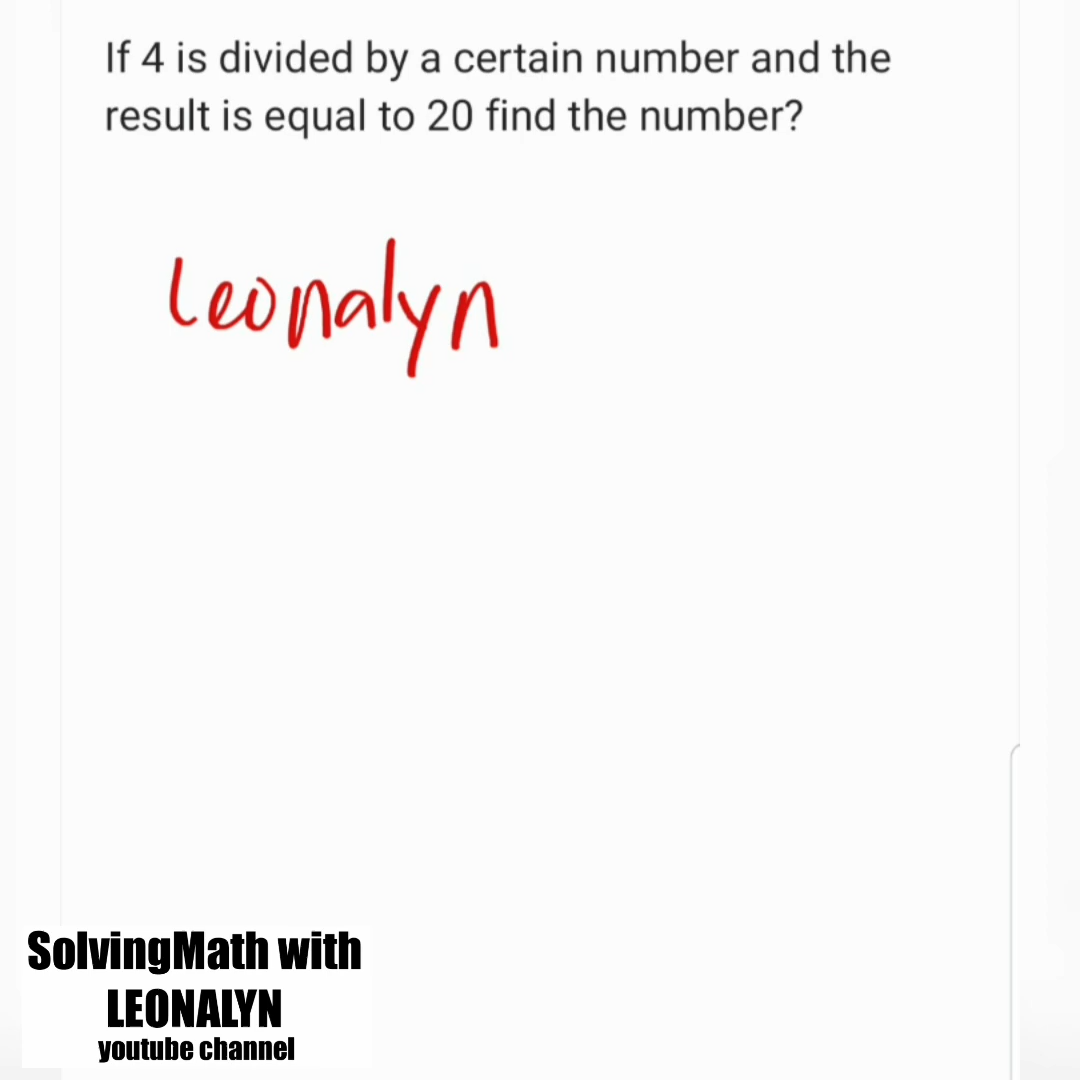 If 4 is divided by a certain number and the
result is equal to 20 find the number?
Leonalyn
SolvingMath with
LEONALYN
youtube channel